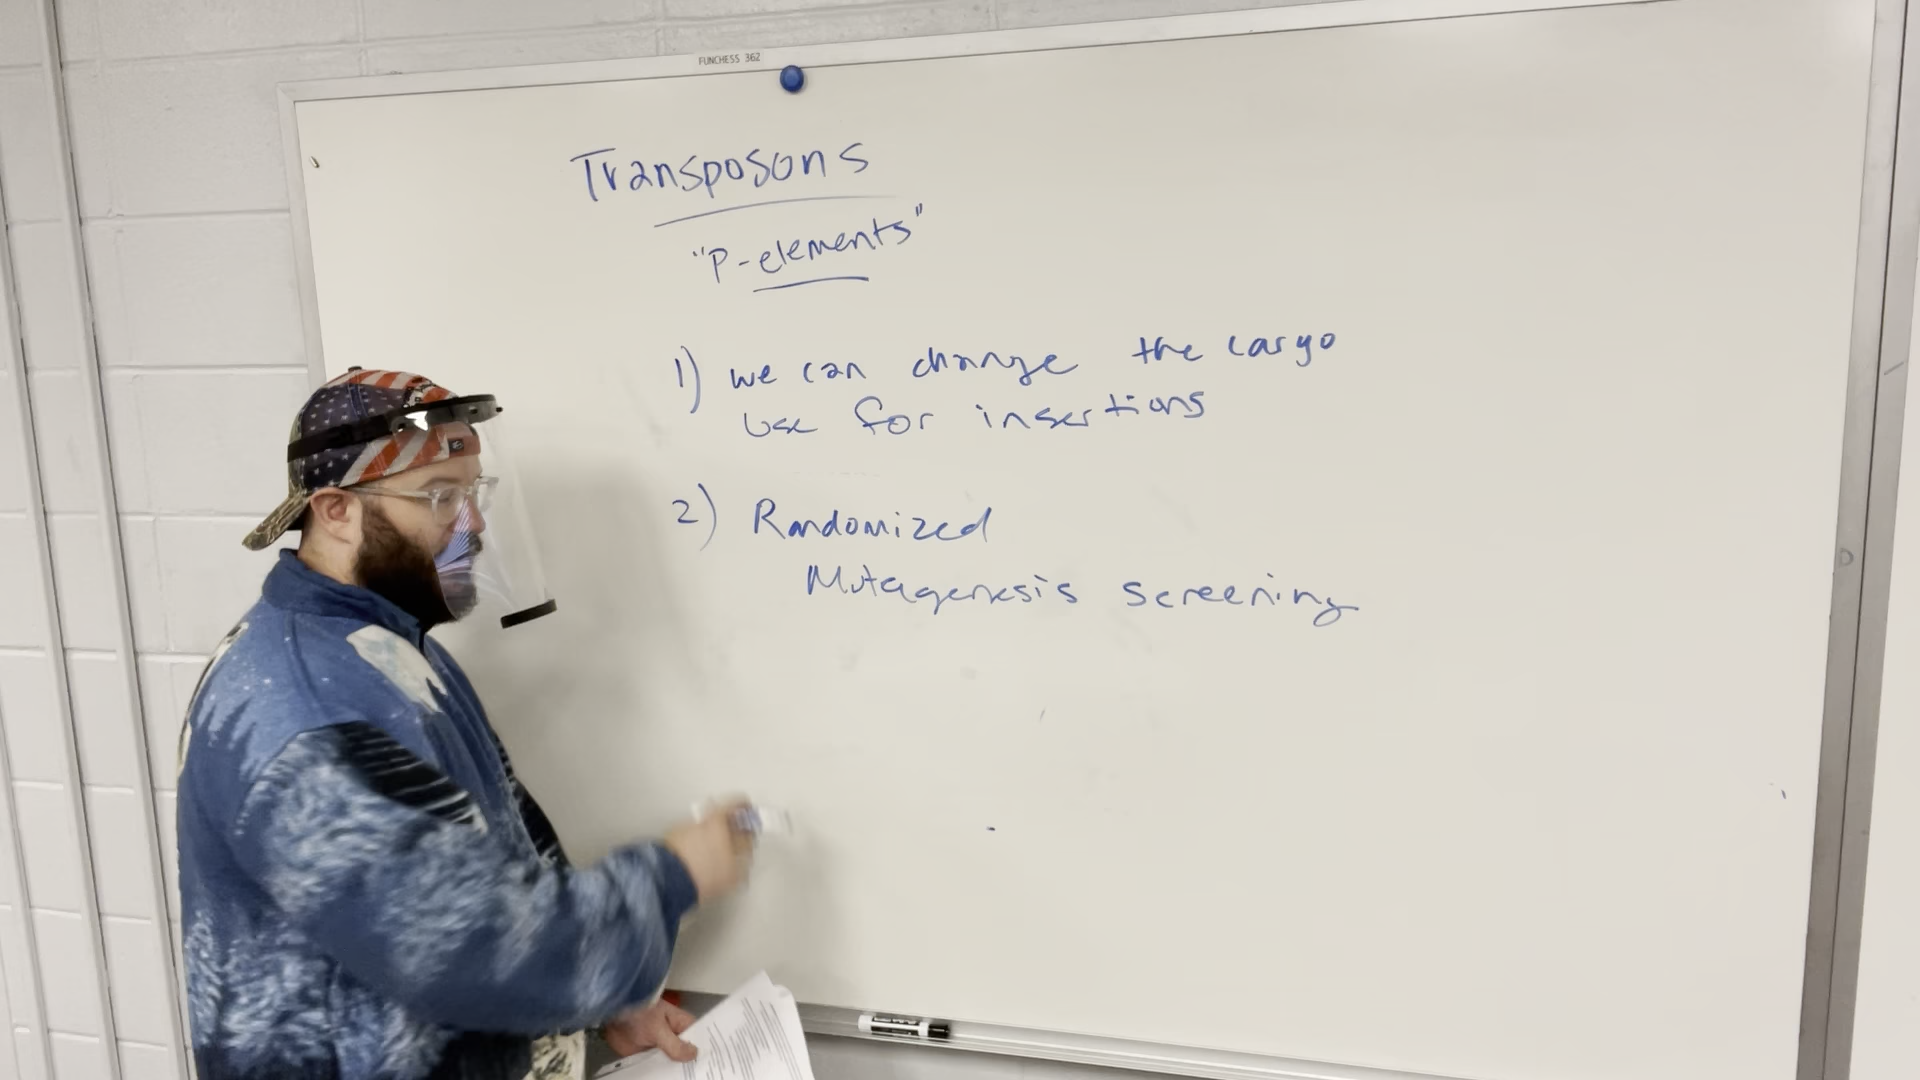 FUNCHESS 362
Transposons
"P-elements"
1) we can change the cargo
use for insertions
2) Randomized
Mutagenesis screening